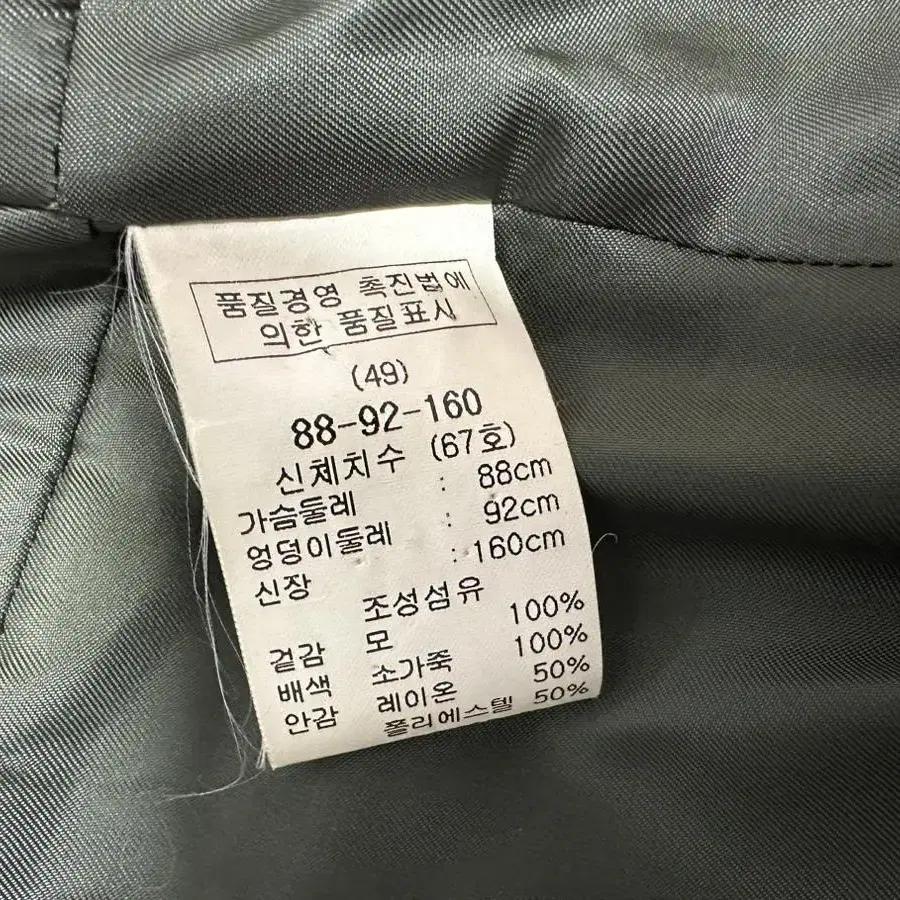 품질경영 촉진법에
의한 품질표시
(49)
88-92-160
신체치수 (67호)
가슴둘레 : 88cm
엉덩이둘레 : 92cm
신장 : 160cm
조성섬유
겉감 모 100%
배색 소가죽 100%
안감 레이온 50%
폴리에스텔 50%